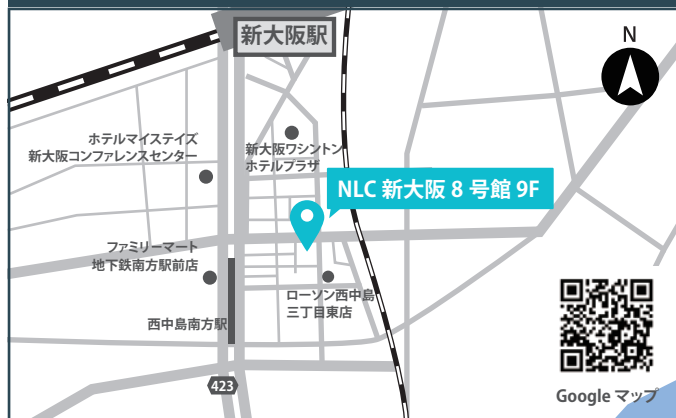 新大阪駅
N
ホテルマイステイズ
新大阪コンファレンスセンター
新大阪ワシントン
ホテルプラザ
NLC 新大阪 8 号館 9F
ファミリーマート
地下鉄南方駅前店
ローソン西中島
三丁目東店
西中島南方駅
423
Google マップ